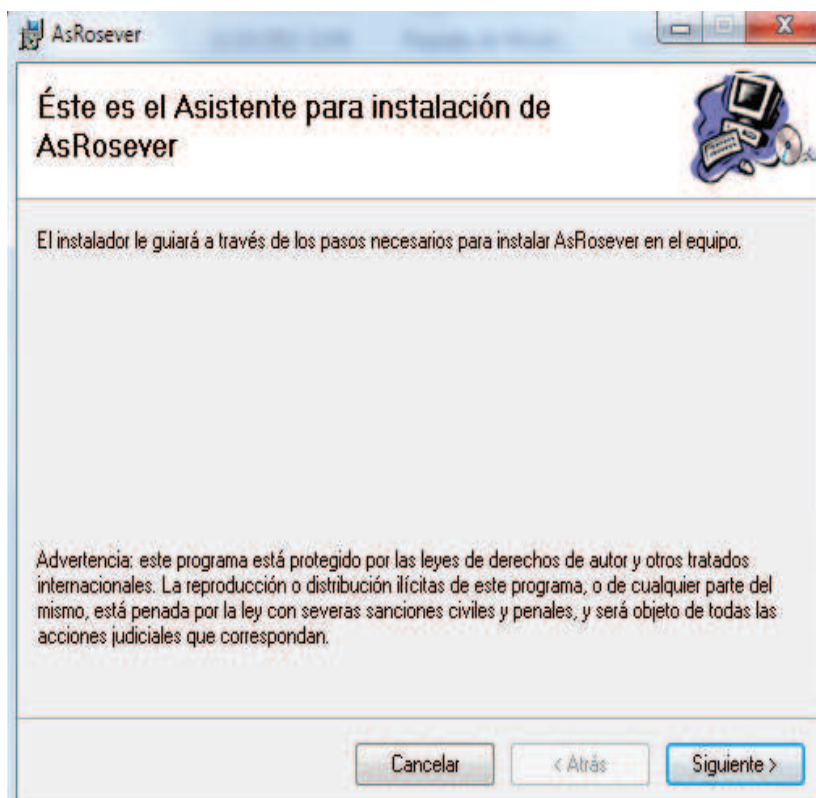 AsRosever
Éste es el Asistente para instalación de
AsRosever
El instalador le guiará a través de los pasos necesarios para instalar AsRosever en el equipo.
Advertencia: este programa está protegido por las leyes de derechos de autor y otros tratados
internacionales. La reproducción o distribución ilícitas de este programa, o de cualquier parte del
mismo, está penada por la ley con severas sanciones civiles y penales, y será objeto de todas las
acciones judiciales que correspondan.
Cancelar
< Atrás
Siguiente >